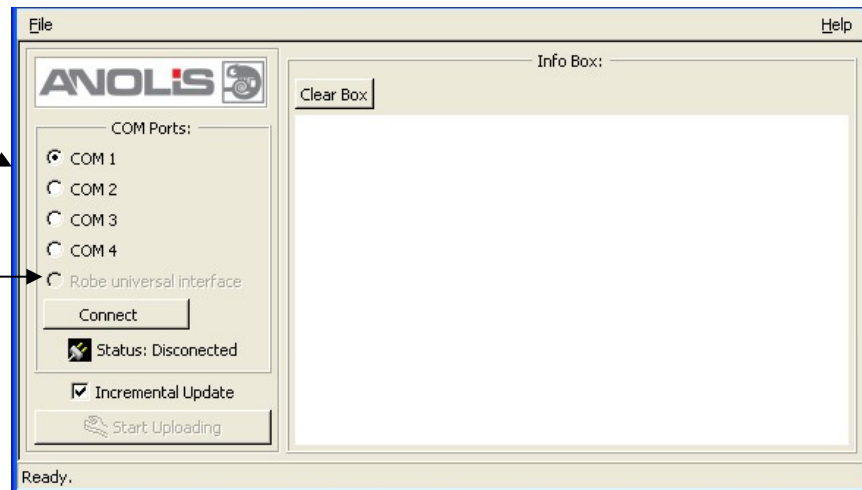 File Help
ANOLiS
COM Ports:
COM 1
COM 2
COM 3
COM 4
Robe universal interface
Connect
Status: Disconected
Incremental Update
Start Uploading
Info Box:
Clear Box
Ready.